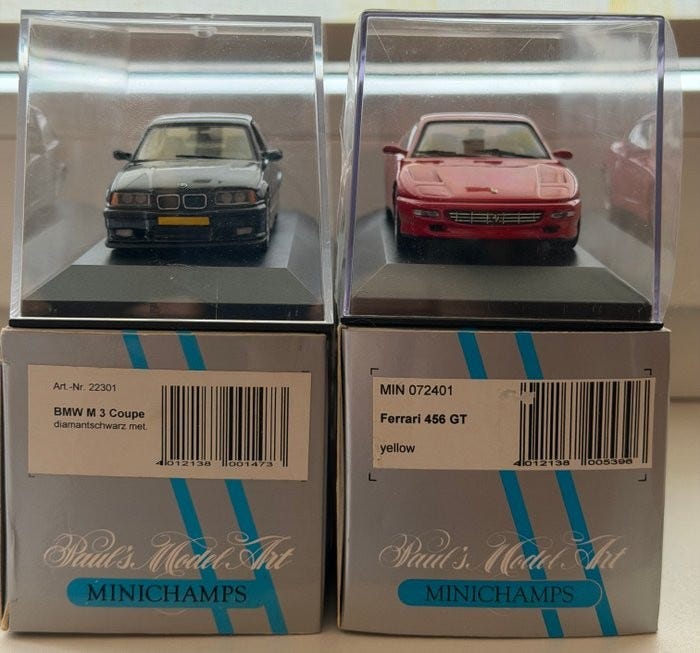 Art.-Nr. 22301
BMW M 3 Coupe
diamantschwarz met.
4 012138 001473
Paul's Model Art
MINICHAMPS
MIN 072401
Ferrari 456 GT
yellow
4 012138 005396
Paul's Model Art
MINICHAMPS